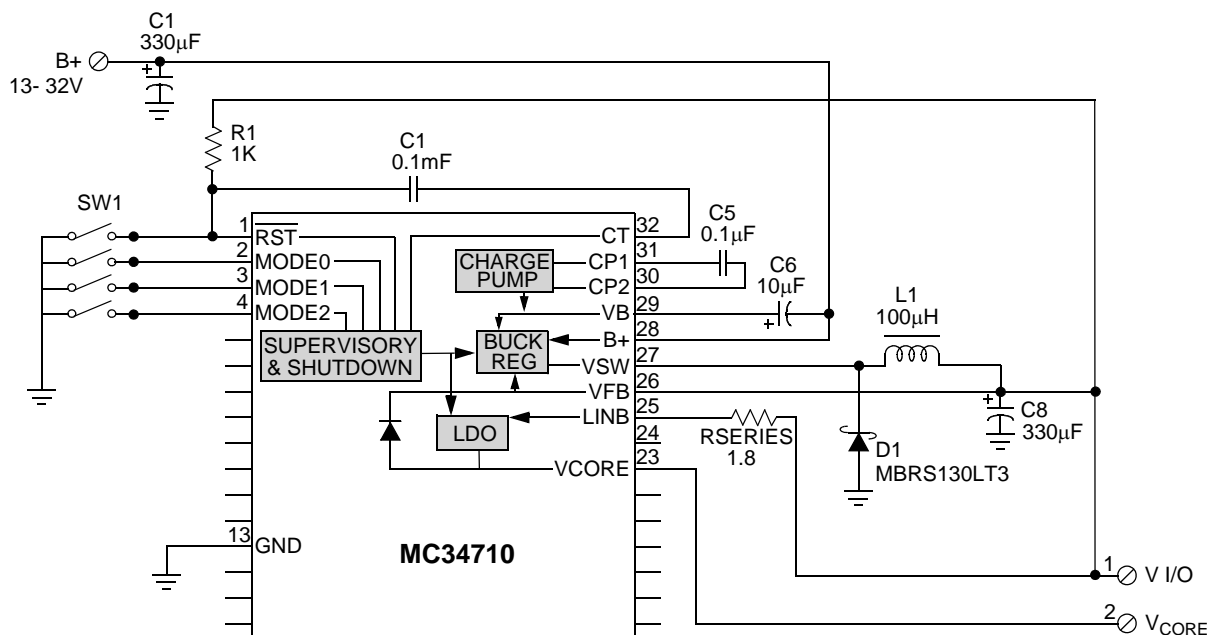 C1
330μF
B+
13- 32V
R1
1K
C1
0.1mF
SW1
1
RST
2
MODE0
3
MODE1
4
MODE2
SUPERVISORY
& SHUTDOWN
CHARGE
PUMP
BUCK
REG
LDO
CT
32
CP1
31
CP2
30
VB
29
B+
28
VSW
27
VFB
26
LINB
25
24
VCORE
23
C5
0.1μF
C6
10μF
L1
100μH
RSERIES
1.8
D1
MBRS130LT3
C8
330μF
13
GND
MC34710
1
V I/O
2
VCORE